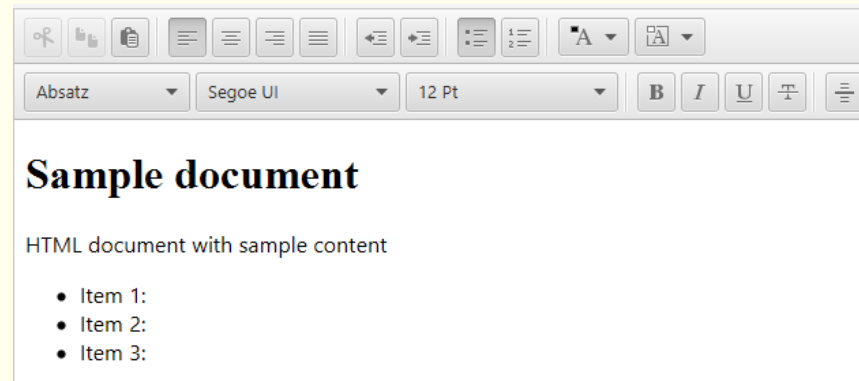 Absatz Segoe UI 12 Pt B I U T
Sample document
HTML document with sample content
• Item 1:
• Item 2:
• Item 3: